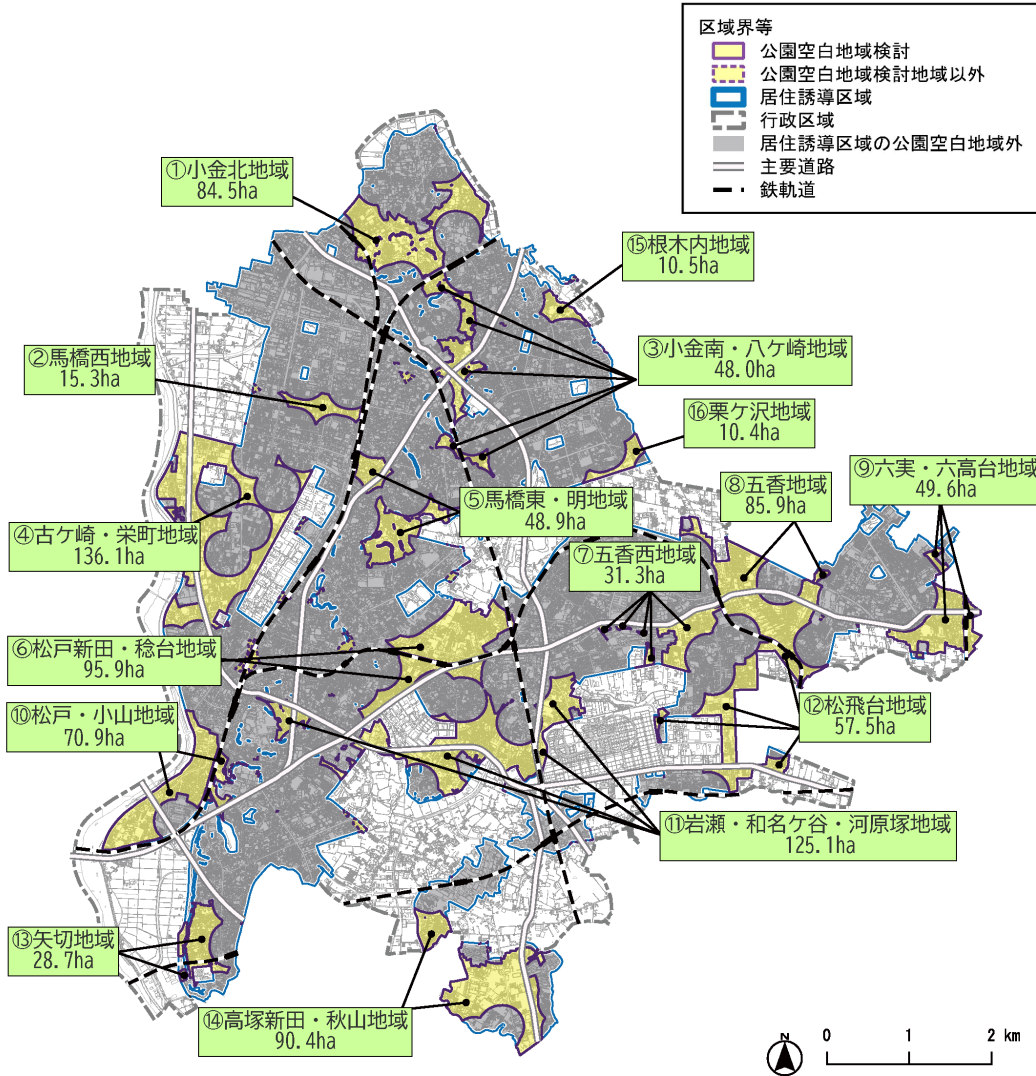 区域界等
公園空白地域検討
公園空白地域検討地域以外
居住誘導区域
行政区域
居住誘導区域の公園空白地域外
主要道路
鉄軌道
①小金北地域
84.5ha
⑮根木内地域
10.5ha
②馬橋西地域
15.3ha
③小金南・八ケ崎地域
48.0ha
⑯栗ケ沢地域
10.4ha
⑨六実・六高台地域
49.6ha
⑧五香地域
85.9ha
④古ケ崎・栄町地域
136.1ha
⑤馬橋東・明地域
48.9ha
⑦五香西地域
31.3ha
⑥松戸新田・稔台地域
95.9ha
⑩松戸・小山地域
70.9ha
⑫松飛台地域
57.5ha
⑪岩瀬・和名ケ谷・河原塚地域
125.1ha
⑬矢切地域
28.7ha
⑭高塚新田・秋山地域
90.4ha
N
0 1 2 km